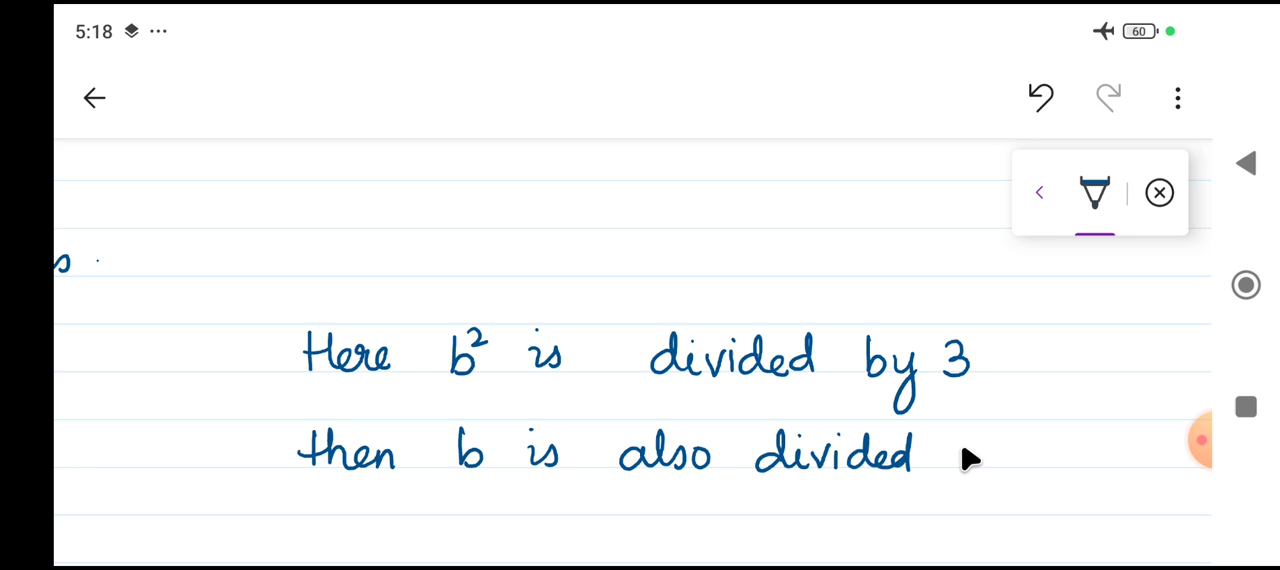 5:18
60
s .
Here b² is divided by 3
then b is also divided